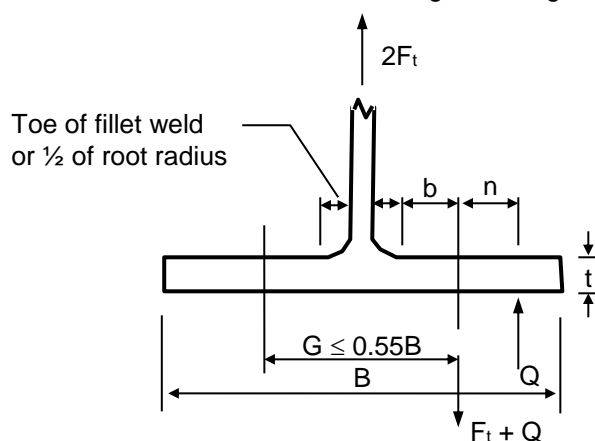 2Fₜ
Toe of fillet weld
or ½ of root radius
b
n
t
G ≤ 0.55B
B
Q
Fₜ + Q